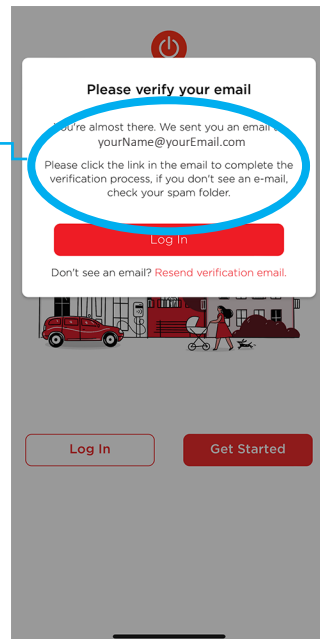 Please verify your email
You're almost there. We sent you an email
yourName@yourEmail.com
Please click the link in the email to complete the
verification process, if you don't see an e-mail,
check your spam folder.
Log In
Don't see an email? Resend verification email.
Log In
Get Started